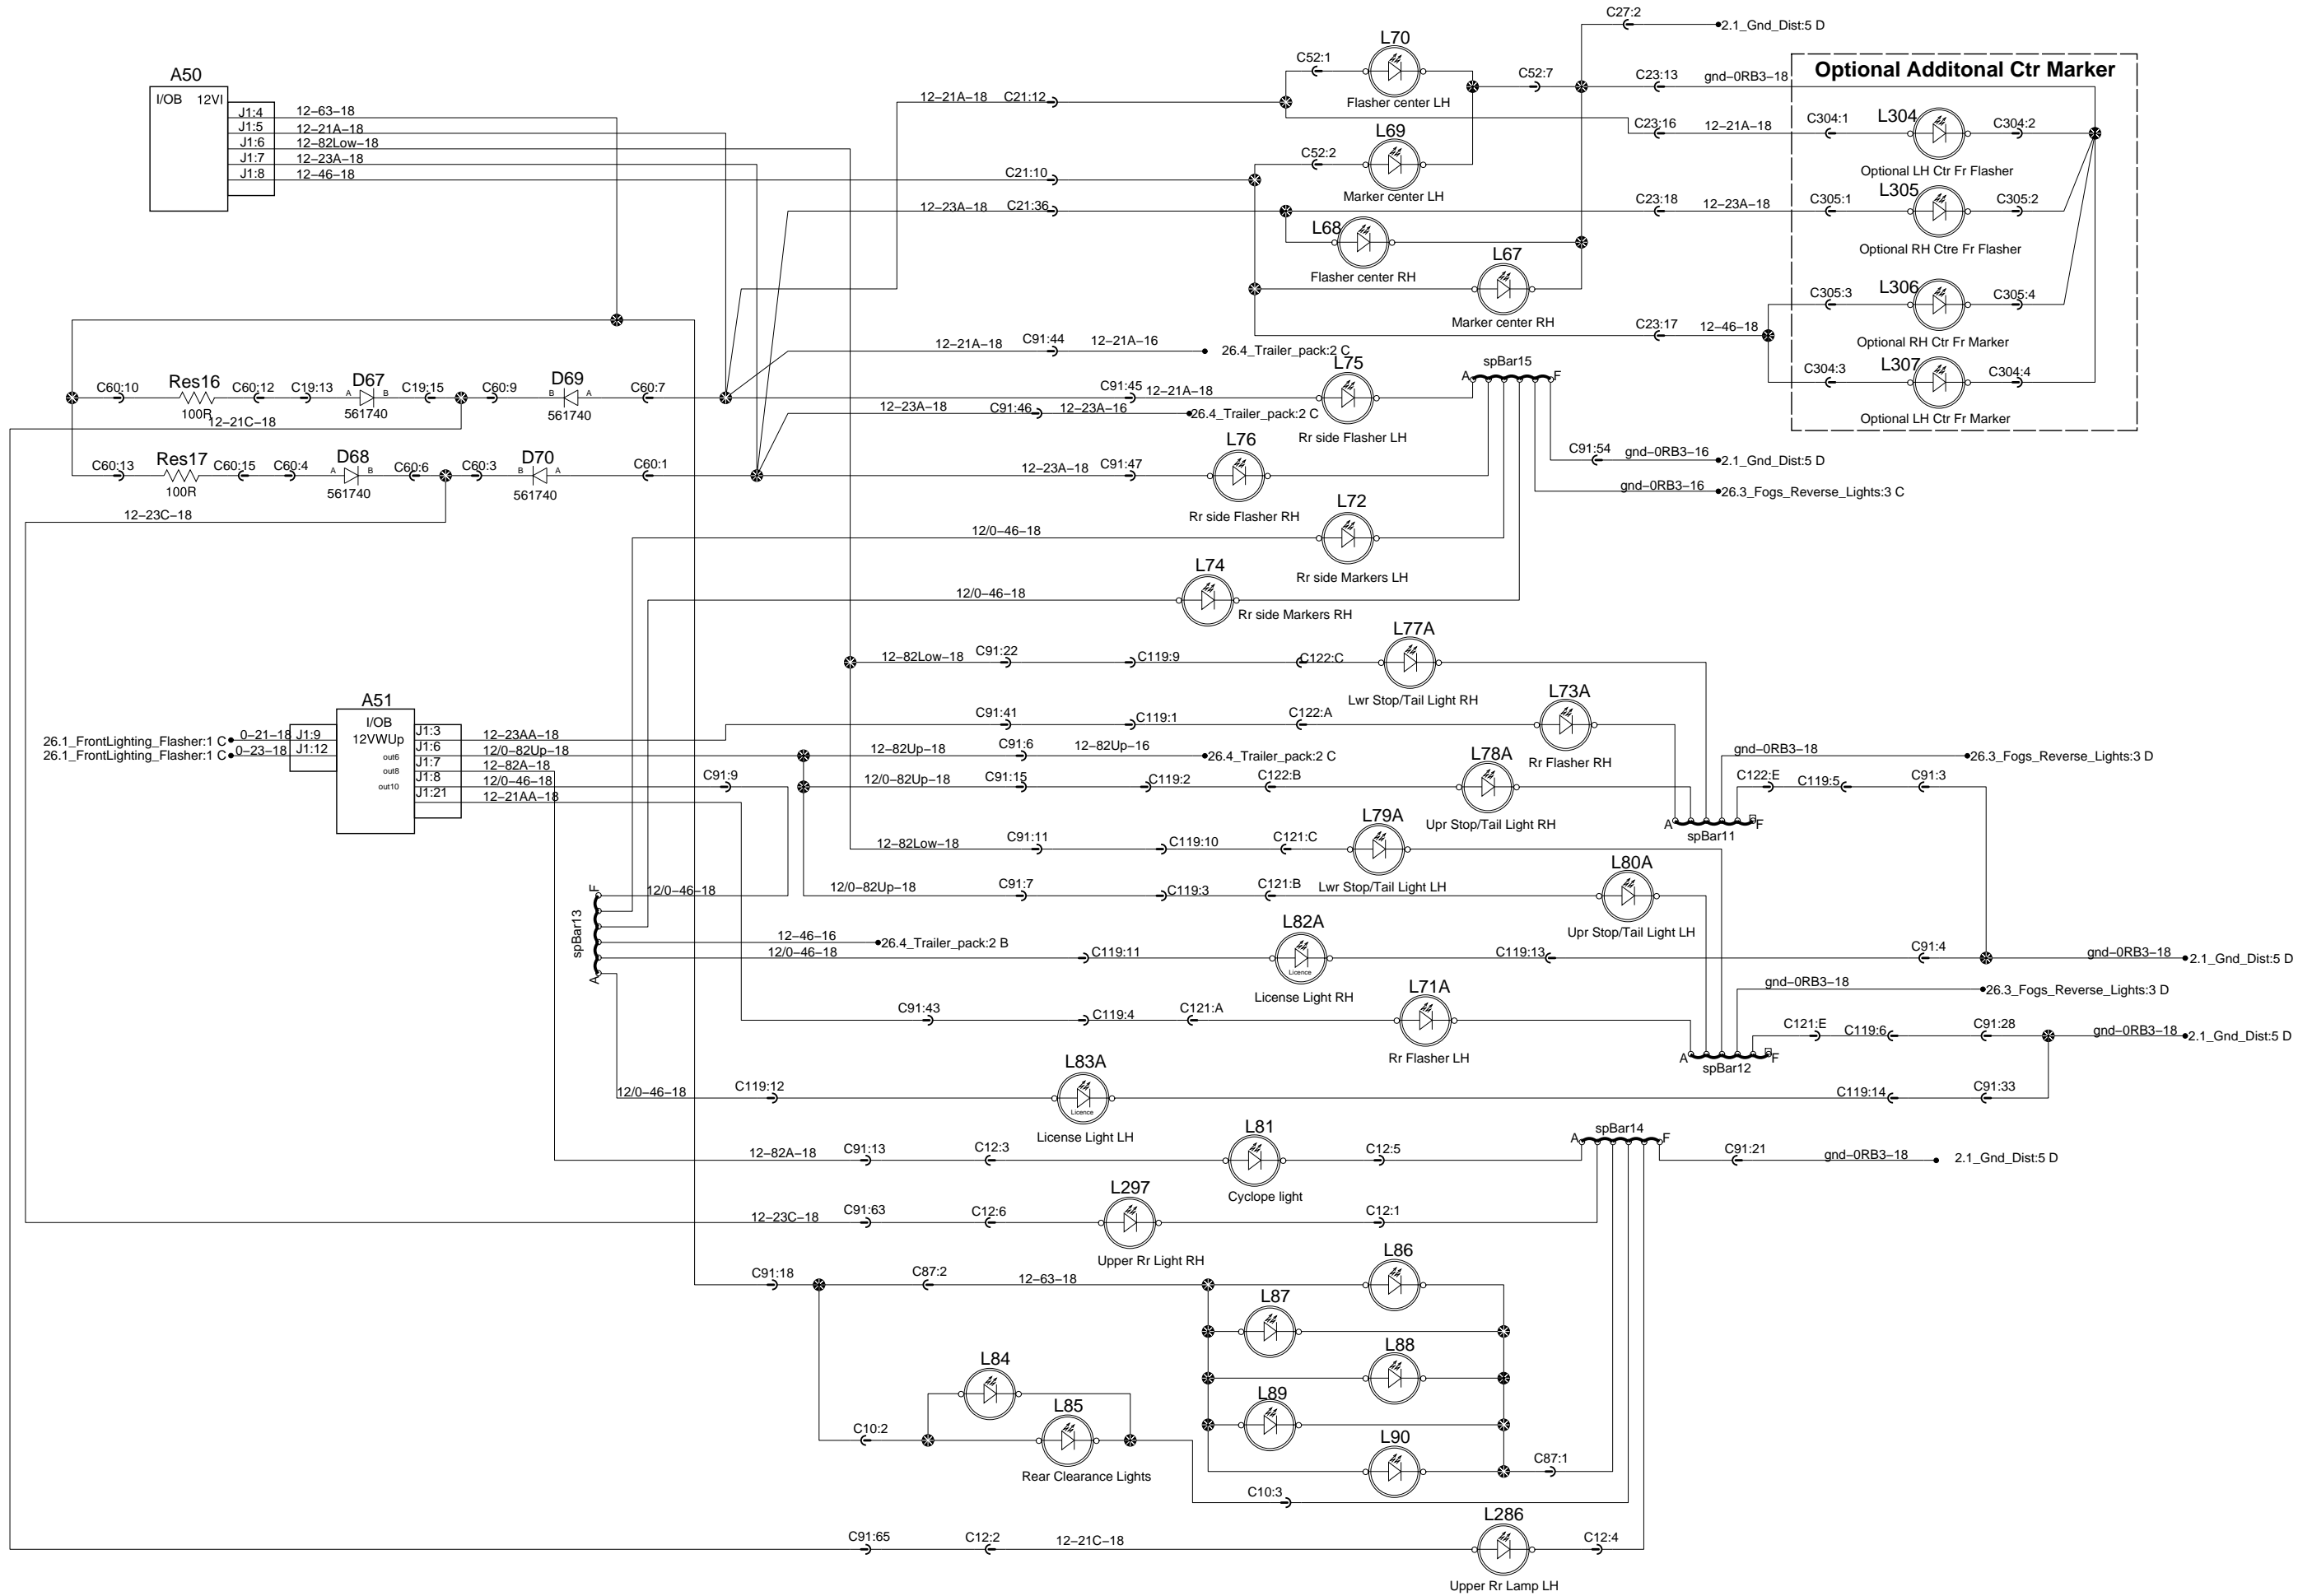 C27:2
2.1_Gnd_Dist:5 D
L70
C52:1
Flasher center LH
C52:7
C23:13
gnd-0RB3-18
Optional Additonal Ctr Marker
A50
I/OB 12VI
J1:4
12-63-18
J1:5
12-21A-18
J1:6
12-82Low-18
J1:7
12-23A-18
J1:8
12-46-18
12-21A-18
C21:12
L69
C52:2
Marker center LH
C21:10
C23:16
12-21A-18
C304:1
L304
C304:2
Optional LH Ctr Fr Flasher
12-23A-18
C21:36
C23:18
12-23A-18
C305:1
L305
C305:2
Optional RH Ctre Fr Flasher
L68
Flasher center RH
L67
Marker center RH
C305:3
L306
C305:4
Optional RH Ctr Fr Marker
C23:17
12-46-18
C304:3
L307
C304:4
Optional LH Ctr Fr Marker
12-21A-18
C91:44
12-21A-16
26.4_Trailer_pack:2 C
C60:10
Res16
100R
C60:12
C19:13
D67
A
B
561740
C19:15
C60:9
D69
B
A
561740
C60:7
12-21C-18
C91:45
12-21A-18
L75
Rr side Flasher LH
spBar15
A
F
12-23A-18
C91:46
12-23A-16
26.4_Trailer_pack:2 C
C60:13
Res17
100R
C60:15
C60:4
D68
A
B
561740
C60:6
C60:3
D70
B
A
561740
C60:1
12-23C-18
12-23A-18
C91:47
L76
Rr side Flasher RH
C91:54
gnd-0RB3-16
2.1_Gnd_Dist:5 D
gnd-0RB3-16
26.3_Fogs_Reverse_Lights:3 C
12/0-46-18
L72
Rr side Markers LH
12/0-46-18
L74
Rr side Markers RH
12-82Low-18
C91:22
C119:9
C122:C
L77A
Lwr Stop/Tail Light RH
A51
I/OB
12VWUp
out6
out8
out10
26.1_FrontLighting_Flasher:1 C
0-21-18
J1:9
26.1_FrontLighting_Flasher:1 C
0-23-18
J1:12
J1:3
12-23AA-18
J1:6
12/0-82Up-18
J1:7
12-82A-18
J1:8
12/0-46-18
J1:21
12-21AA-18
C91:9
C91:41
C119:1
C122:A
L73A
Rr Flasher RH
12-82Up-18
C91:6
12-82Up-16
26.4_Trailer_pack:2 C
12/0-82Up-18
C91:15
C119:2
C122:B
L78A
Upr Stop/Tail Light RH
gnd-0RB3-18
26.3_Fogs_Reverse_Lights:3 D
C122:E
C119:5
C91:3
A
spBar11
F
12-82Low-18
C91:11
C119:10
C121:C
L79A
Lwr Stop/Tail Light LH
12/0-82Up-18
C91:7
C119:3
C121:B
L80A
Upr Stop/Tail Light LH
F
spBar13
A
12/0-46-18
12-46-16
26.4_Trailer_pack:2 B
12/0-46-18
C119:11
L82A
Licence
License Light RH
C119:13
C91:4
gnd-0RB3-18
2.1_Gnd_Dist:5 D
gnd-0RB3-18
26.3_Fogs_Reverse_Lights:3 D
C91:43
C119:4
C121:A
L71A
Rr Flasher LH
C121:E
C119:6
C91:28
gnd-0RB3-18
2.1_Gnd_Dist:5 D
A
spBar12
F
12/0-46-18
C119:12
L83A
Licence
License Light LH
C119:14
C91:33
12-82A-18
C91:13
C12:3
L81
Cyclope light
C12:5
A
spBar14
F
C91:21
gnd-0RB3-18
2.1_Gnd_Dist:5 D
12-23C-18
C91:63
C12:6
L297
Upper Rr Light RH
C12:1
C91:18
C87:2
12-63-18
L86
L87
L88
L84
L89
C10:2
L85
Rear Clearance Lights
L90
C87:1
C10:3
C91:65
C12:2
12-21C-18
L286
Upper Rr Lamp LH
C12:4